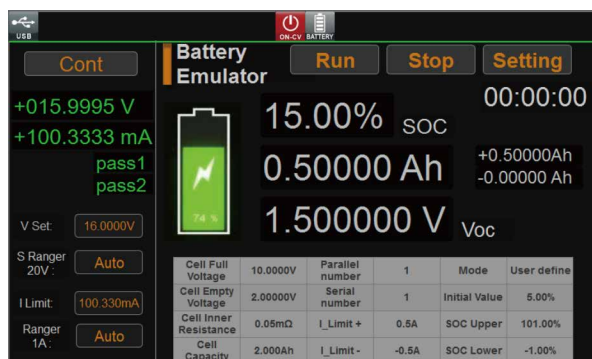 USB
ON-CV BATTERY
Cont
+015.9995 V
+100.3333 mA
pass1
pass2
V Set: 16.0000V
S Ranger
20V : Auto
I Limit: 100.330mA
Ranger
1A : Auto
Battery
Emulator
Run
Stop
Setting
00:00:00
74 %
15.00% SOC
0.50000 Ah
+0.50000Ah
-0.00000 Ah
1.500000 V Voc
Cell Full Voltage 10.0000V Parallel number 1 Mode User define
Cell Empty Voltage 2.00000V Serial number 1 Initial Value 5.00%
Cell Inner Resistance 0.05mΩ I_Limit + 0.5A SOC Upper 101.00%
Cell Capacity 2.000Ah I_Limit - -0.5A SOC Lower -1.00%